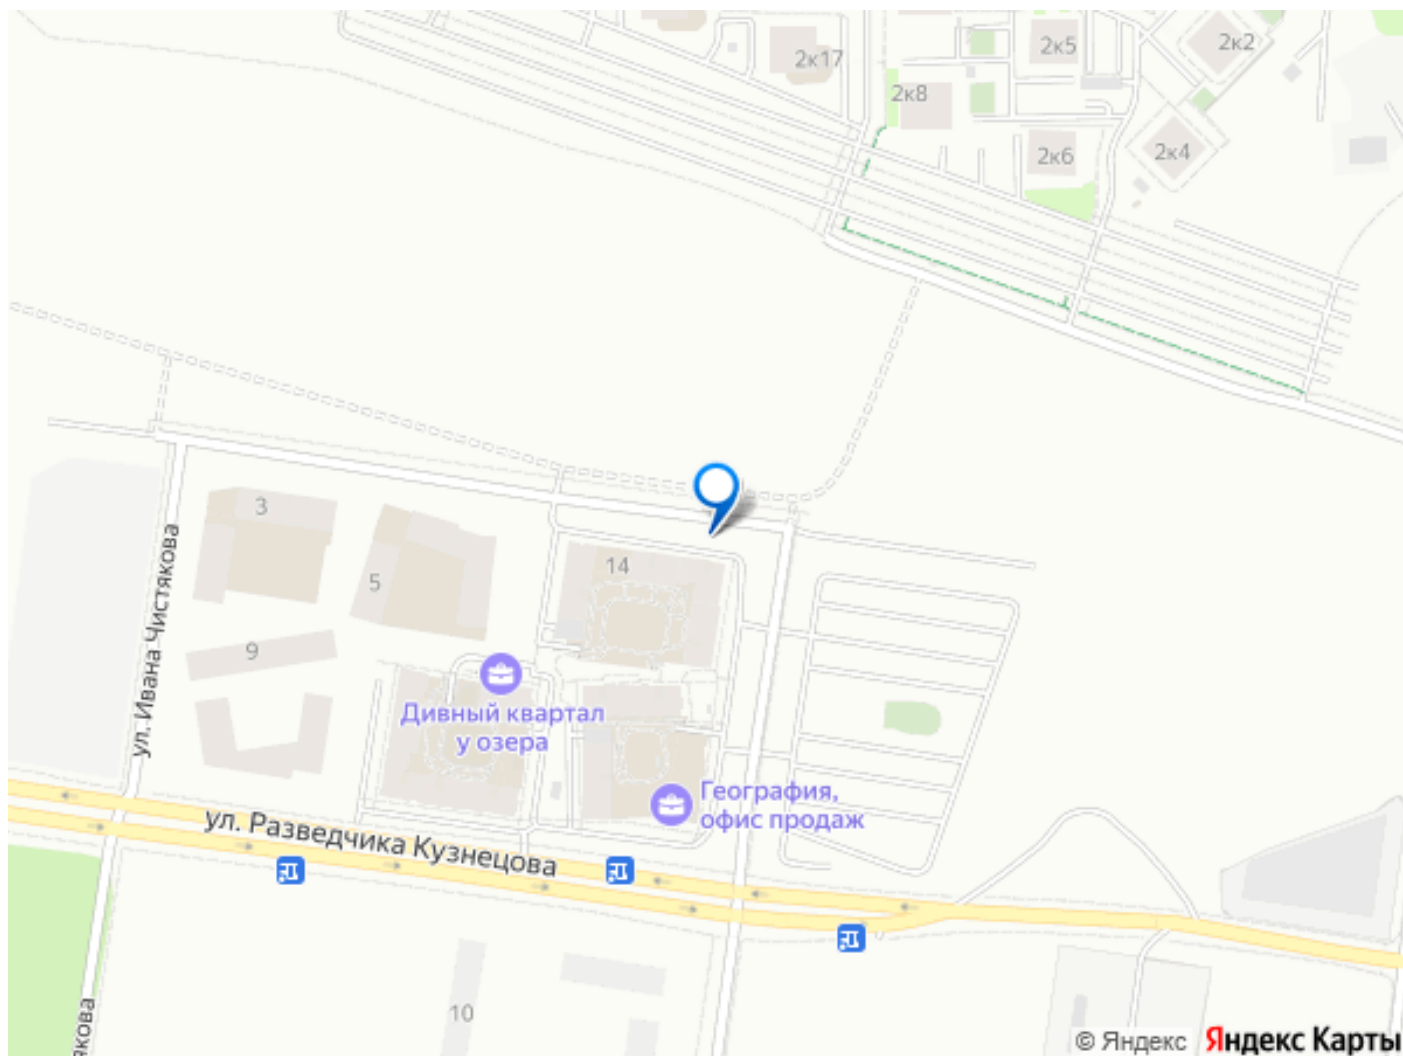 2к17
2к5
2к2
2к8
2к6
2к4
3
14
5
ул. Ивана Чистякова
9
Дивный квартал
у озера
География,
офис продаж
ул. Разведчика Кузнецова
10
якова
© Яндекс
Яндекс Карты